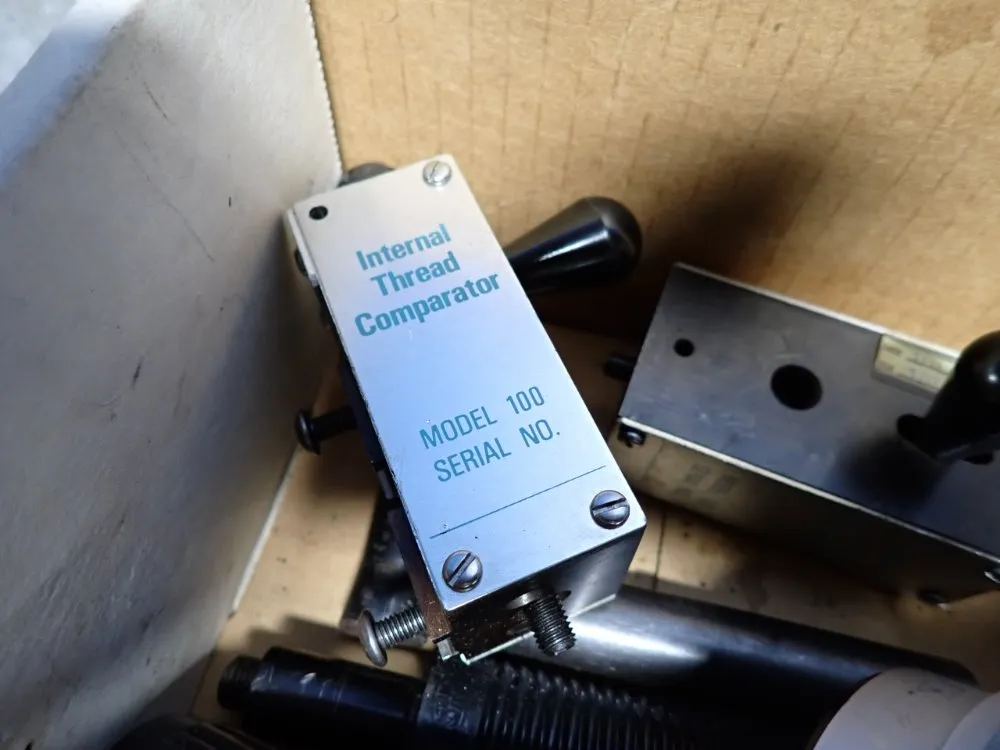 Internal
Thread
Comparator
MODEL 100
SERIAL NO.